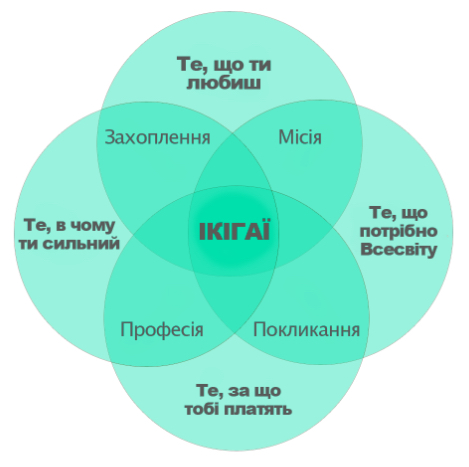 Те, що ти
любиш
Захоплення
Місія
Те, в чому
ти сильний
ІКІГАЇ
Те, що
потрібно
Всесвіту
Професія
Покликання
Те, за що
тобі платять